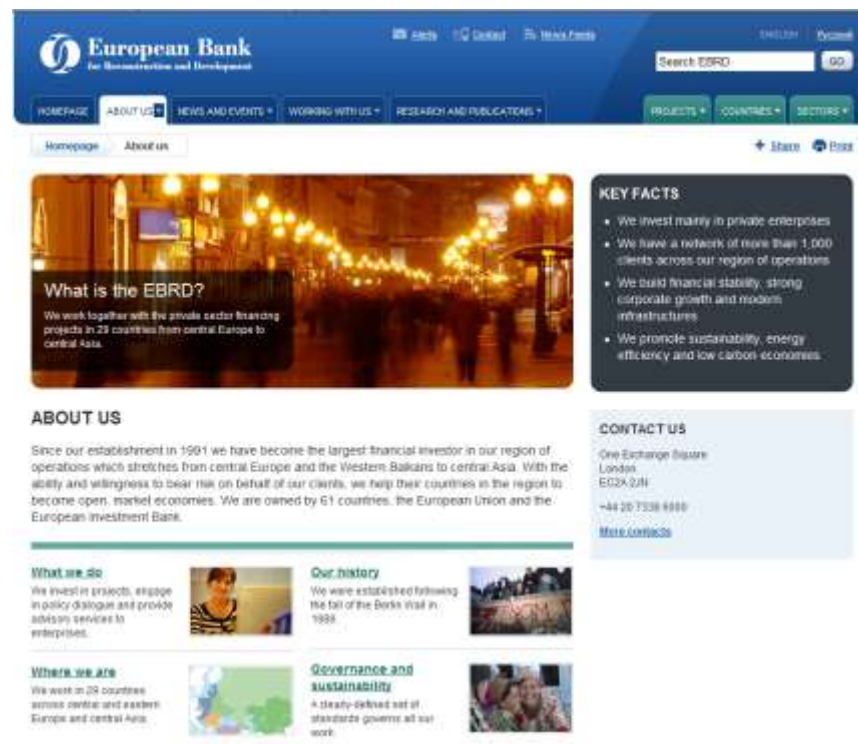 European Bank
for Reconstruction and Development
Alerts Contact News Feeds
ENGLISH Русский
Search EBRD GO
HOMEPAGE ABOUT US NEWS AND EVENTS WORKING WITH US RESEARCH AND PUBLICATIONS PROJECTS COUNTRIES SECTORS
Homepage About us
Share Print
What is the EBRD?
We work together with the private sector financing
projects in 29 countries from central Europe to
central Asia.
KEY FACTS
We invest mainly in private enterprises
We have a network of more than 1,000
clients across our region of operations
We build financial stability, strong
corporate growth and modern
infrastructures
We promote sustainability, energy
efficiency and low carbon economies
ABOUT US
Since our establishment in 1991 we have become the largest financial investor in our region of
operations which stretches from central Europe and the Western Balkans to central Asia. With the
ability and willingness to bear risk on behalf of our clients, we help their countries in the region to
become open, market economies. We are owned by 61 countries, the European Union and the
European Investment Bank.
CONTACT US
One Exchange Square
London
EC2A 2JN
+44 20 7338 6000
More contacts
What we do
We invest in projects, engage
in policy dialogue and provide
advisory services to
enterprises.
Our history
We were established following
the fall of the Berlin Wall in
1989.
Where we are
We work in 29 countries
across central and eastern
Europe and central Asia.
Governance and
sustainability
A clearly-defined set of
standards governs all our
work.